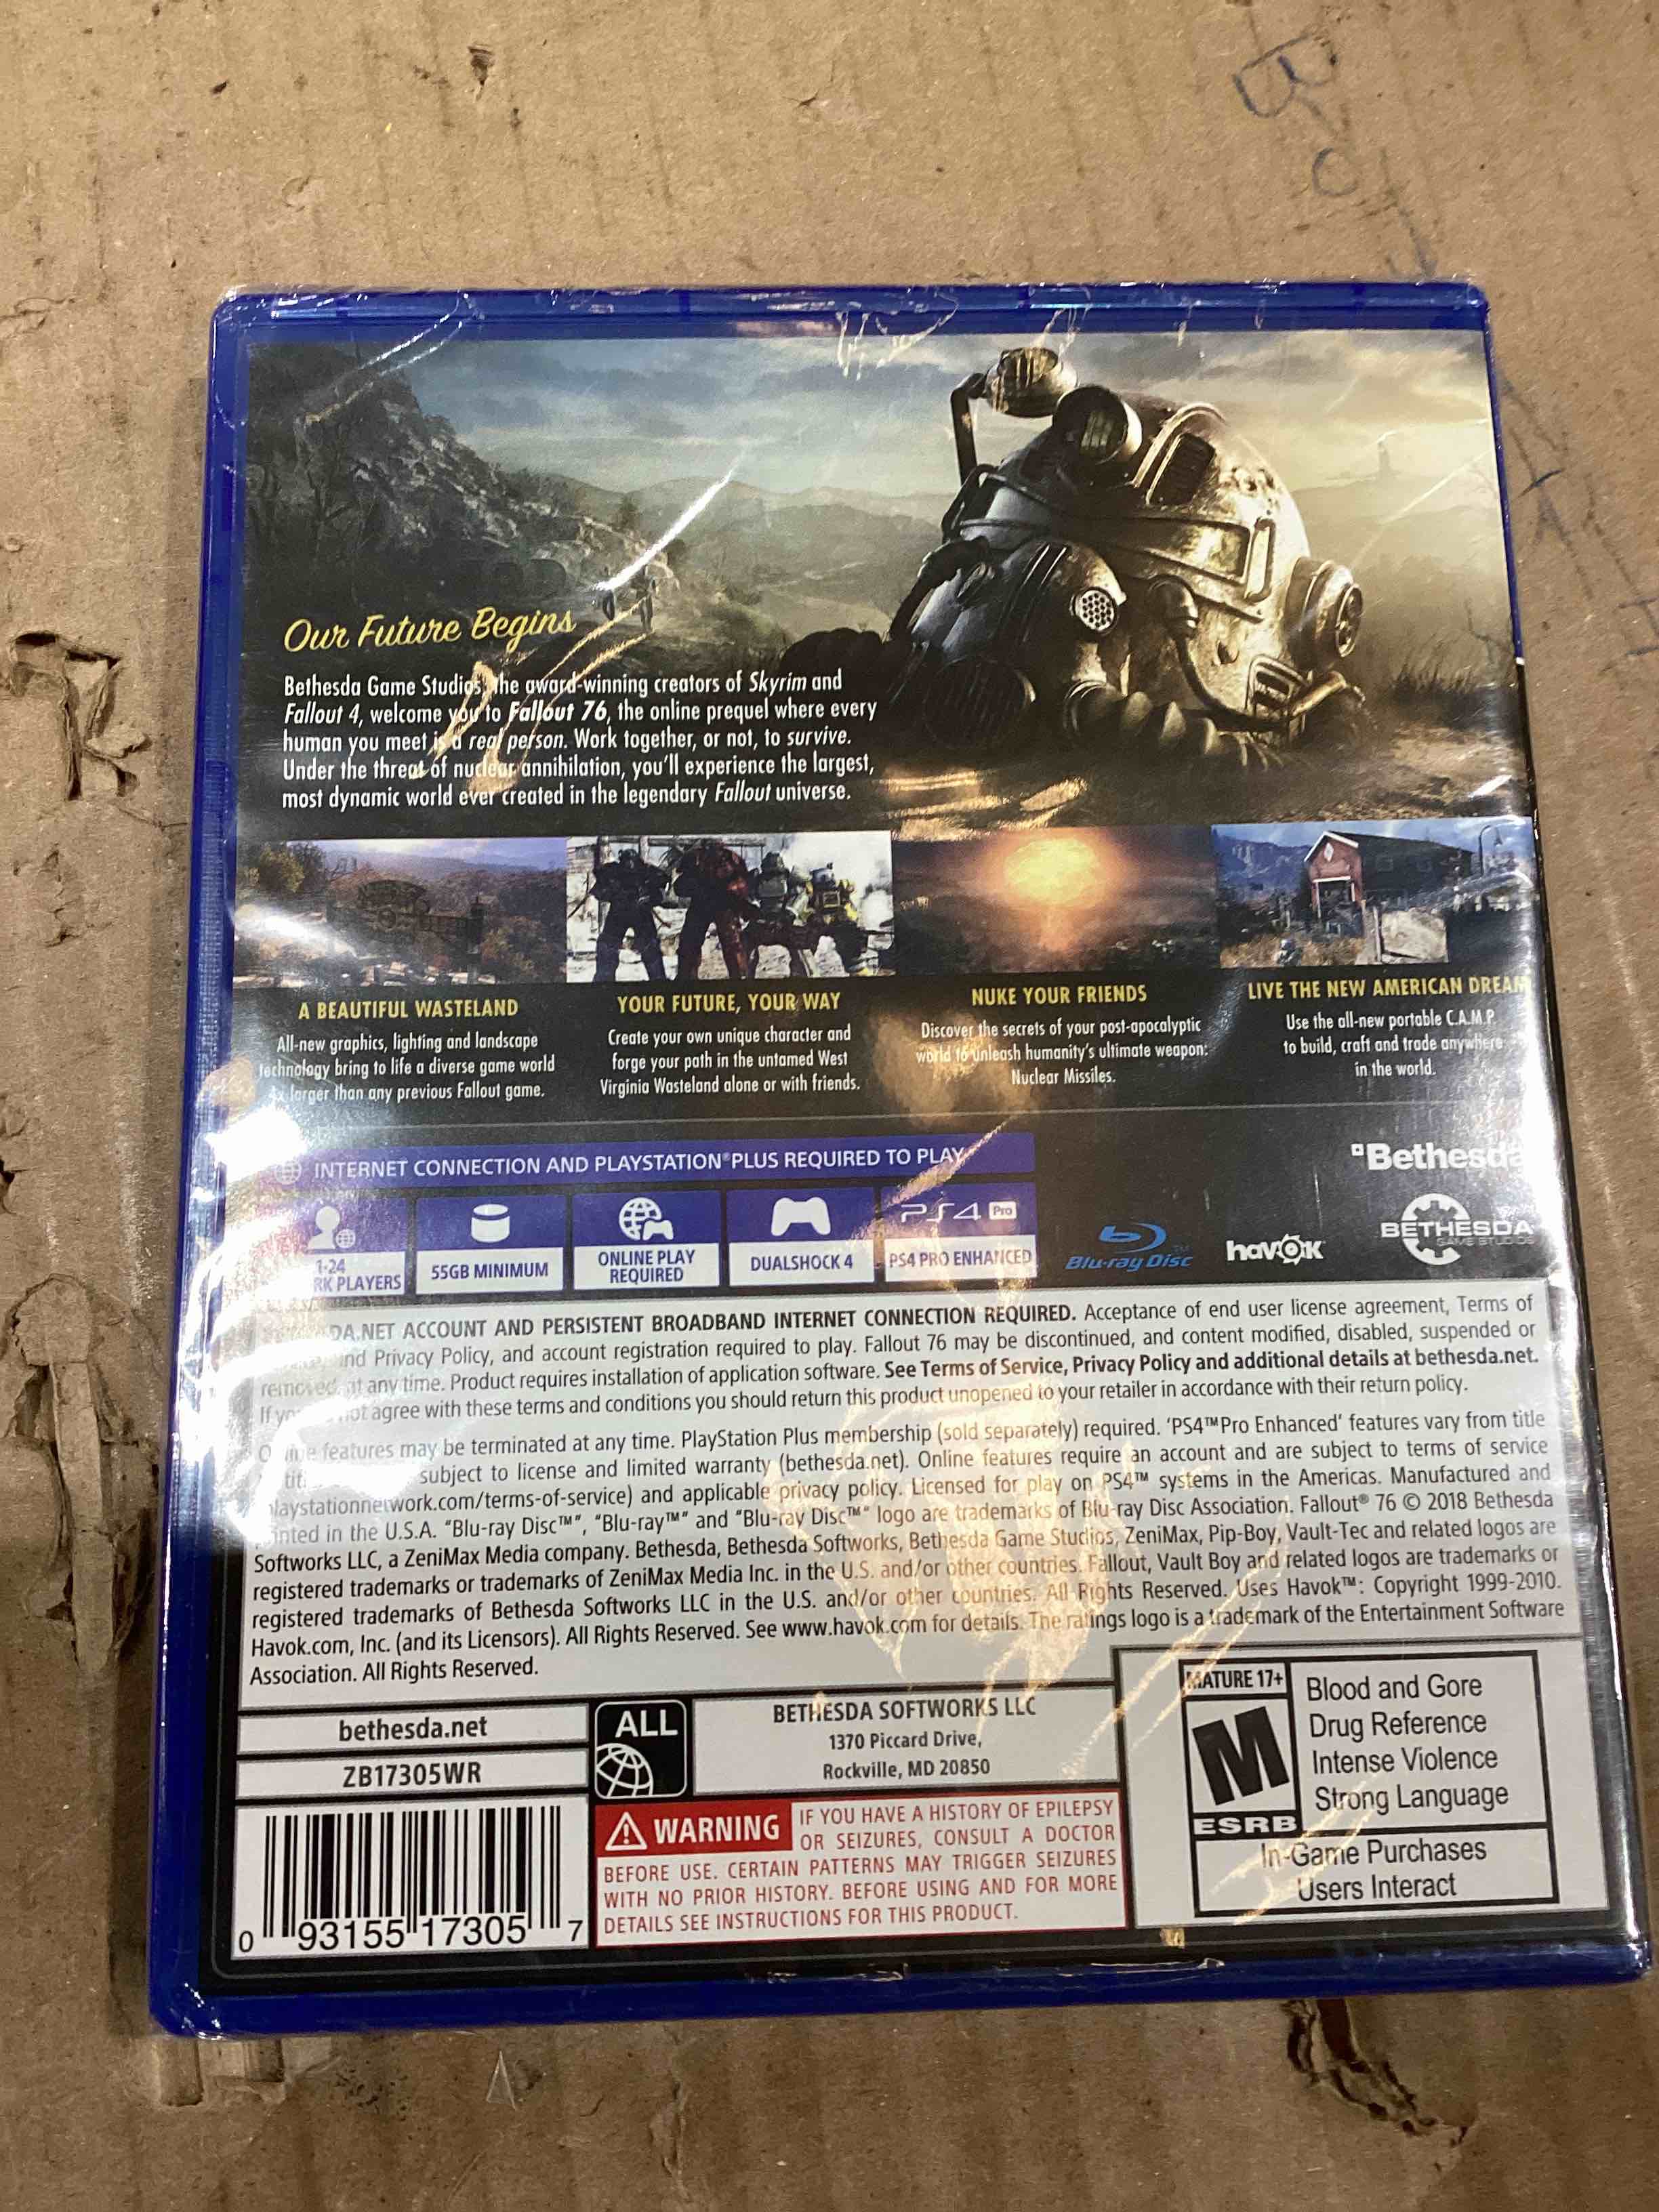 Our Future Begins
Bethesda Game Studios, the award-winning creators of Skyrim and
Fallout 4, welcome you to Fallout 76, the online prequel where every
human you meet is a real person. Work together, or not, to survive.
Under the threat of nuclear annihilation, you'll experience the largest,
most dynamic world ever created in the legendary Fallout universe.
A BEAUTIFUL WASTELAND
All-new graphics, lighting and landscape
technology bring to life a diverse game world
larger than any previous Fallout game.
YOUR FUTURE, YOUR WAY
Create your own unique character and
forge your path in the untamed West
Virginia Wasteland alone or with friends.
NUKE YOUR FRIENDS
Discover the secrets of your post-apocalyptic
world to unleash humanity's ultimate weapon:
Nuclear Missiles.
LIVE THE NEW AMERICAN DREAM
Use the all-new portable C.A.M.P.
to build, craft and trade anywhere
in the world.
INTERNET CONNECTION AND PLAYSTATION®PLUS REQUIRED TO PLAY
Bethesda
1-24
PLAYERS
55GB MINIMUM
ONLINE PLAY
REQUIRED
DUALSHOCK 4
PS4 Pro
PS4 PRO ENHANCED
Blu-ray Disc
havok
BETHESDA
GAME STUDIOS
ACCOUNT AND PERSISTENT BROADBAND INTERNET CONNECTION REQUIRED. Acceptance of end user license agreement, Terms of
and Privacy Policy, and account registration required to play. Fallout 76 may be discontinued, and content modified, disabled, suspended or
removed, at any time. Product requires installation of application software. See Terms of Service, Privacy Policy and additional details at bethesda.net.
If not agree with these terms and conditions you should return this product unopened to your retailer in accordance with their return policy.
features may be terminated at any time. PlayStation Plus membership (sold separately) required. 'PS4™Pro Enhanced' features vary from title
subject to license and limited warranty (bethesda.net). Online features require an account and are subject to terms of service
playstationnetwork.com/terms-of-service) and applicable privacy policy. Licensed for play on PS4™ systems in the Americas. Manufactured and
in the U.S.A. "Blu-ray Disc™", "Blu-ray™" and "Blu-ray Disc™" logo are trademarks of Blu-ray Disc Association. Fallout® 76 © 2018 Bethesda
Softworks LLC, a ZeniMax Media company. Bethesda, Bethesda Softworks, Bethesda Game Studios, ZeniMax, Pip-Boy, Vault-Tec and related logos are
registered trademarks or trademarks of ZeniMax Media Inc. in the U.S. and/or other countries. Fallout, Vault Boy and related logos are trademarks or
registered trademarks of Bethesda Softworks LLC in the U.S. and/or other countries. All Rights Reserved. Uses Havok™: Copyright 1999-2010.
Havok.com, Inc. (and its Licensors). All Rights Reserved. See www.havok.com for details. The ratings logo is a trademark of the Entertainment Software
Association. All Rights Reserved.
bethesda.net
ZB17305WR
ALL
BETHESDA SOFTWORKS LLC
1370 Piccard Drive,
Rockville, MD 20850
WARNING IF YOU HAVE A HISTORY OF EPILEPSY
OR SEIZURES, CONSULT A DOCTOR
BEFORE USE. CERTAIN PATTERNS MAY TRIGGER SEIZURES
WITH NO PRIOR HISTORY. BEFORE USING AND FOR MORE
DETAILS SEE INSTRUCTIONS FOR THIS PRODUCT.
0 93155 17305 7
MATURE 17+
M
ESRB
Blood and Gore
Drug Reference
Intense Violence
Strong Language
In-Game Purchases
Users Interact